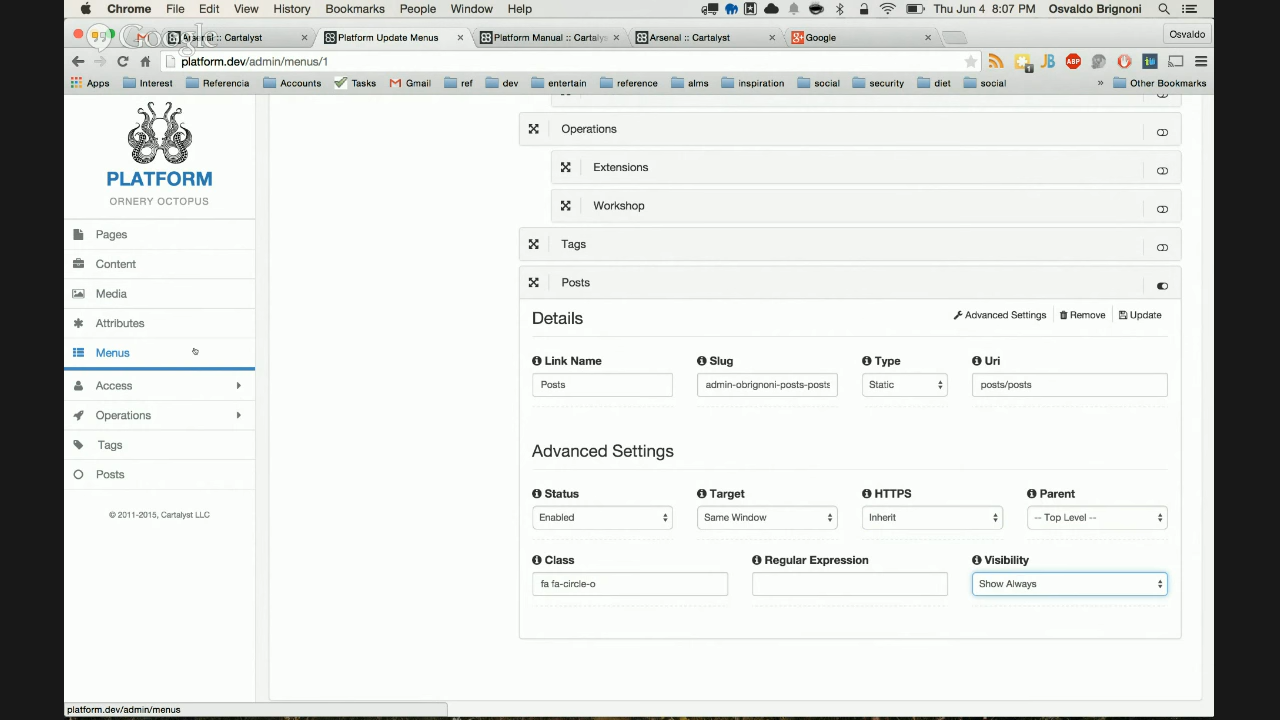 Chrome File Edit View History Bookmarks People Window Help Thu Jun 4 8:07 PM Osvaldo Brignoni
Google
Arsenal :: Cartalyst Platform Update Menus Platform Manual :: Cartalys Arsenal :: Cartalyst Google Osvaldo
platform.dev/admin/menus/1
Apps Interest Referencia Accounts Tasks Gmail ref dev entertain reference alms inspiration social security diet social » Other Bookmarks
PLATFORM
ORNERY OCTOPUS
Pages
Content
Media
Attributes
Menus
Access
Operations
Tags
Posts
© 2011-2015, Cartalyst LLC
Operations
Extensions
Workshop
Tags
Posts
Details Advanced Settings Remove Update
Link Name Slug Type Uri
Posts admin-obrignoni-posts-posts Static posts/posts
Advanced Settings
Status Target HTTPS Parent
Enabled Same Window Inherit -- Top Level --
Class Regular Expression Visibility
fa fa-circle-o Show Always
platform.dev/admin/menus